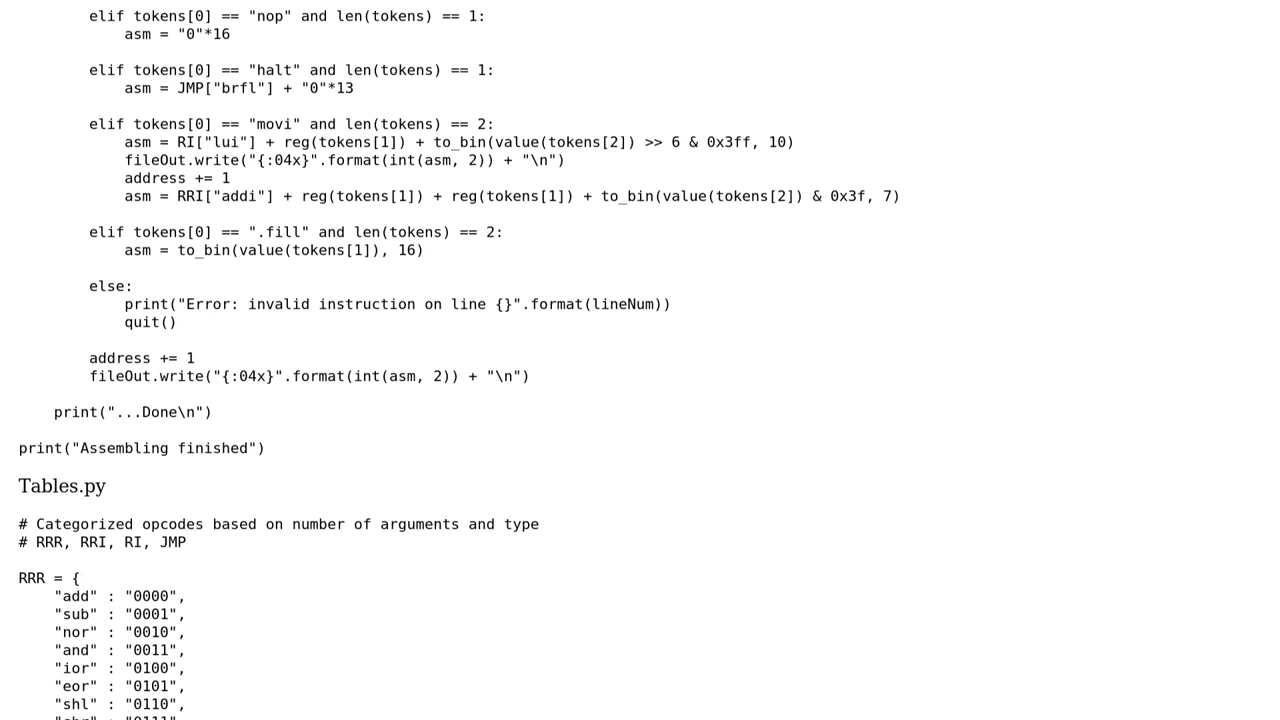 elif tokens[0] == "nop" and len(tokens) == 1:
            asm = "0"*16

        elif tokens[0] == "halt" and len(tokens) == 1:
            asm = JMP["brfl"] + "0"*13

        elif tokens[0] == "movi" and len(tokens) == 2:
            asm = RI["lui"] + reg(tokens[1]) + to_bin(value(tokens[2]) >> 6 & 0x3ff, 10)
            fileOut.write("{:04x}".format(int(asm, 2)) + "\n")
            address += 1
            asm = RRI["addi"] + reg(tokens[1]) + reg(tokens[1]) + to_bin(value(tokens[2]) & 0x3f, 7)

        elif tokens[0] == ".fill" and len(tokens) == 2:
            asm = to_bin(value(tokens[1]), 16)

        else:
            print("Error: invalid instruction on line {}".format(lineNum))
            quit()

        address += 1
        fileOut.write("{:04x}".format(int(asm, 2)) + "\n")

    print("...Done\n")

print("Assembling finished")

Tables.py

# Categorized opcodes based on number of arguments and type
# RRR, RRI, RI, JMP

RRR = {
    "add" : "0000",
    "sub" : "0001",
    "nor" : "0010",
    "and" : "0011",
    "ior" : "0100",
    "eor" : "0101",
    "shl" : "0110",